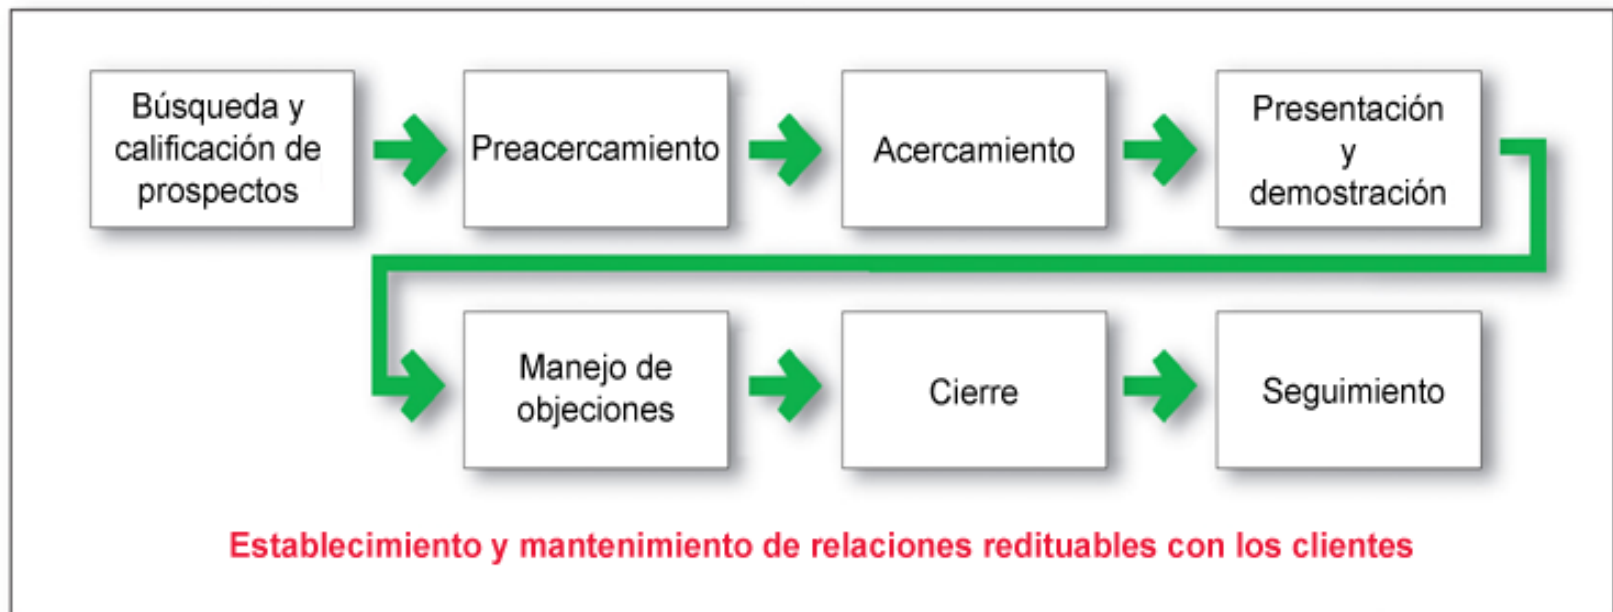 Búsqueda y
calificación de
prospectos
Preacercamiento
Acercamiento
Presentación
y
demostración
Manejo de
objeciones
Cierre
Seguimiento
Establecimiento y mantenimiento de relaciones redituables con los clientes